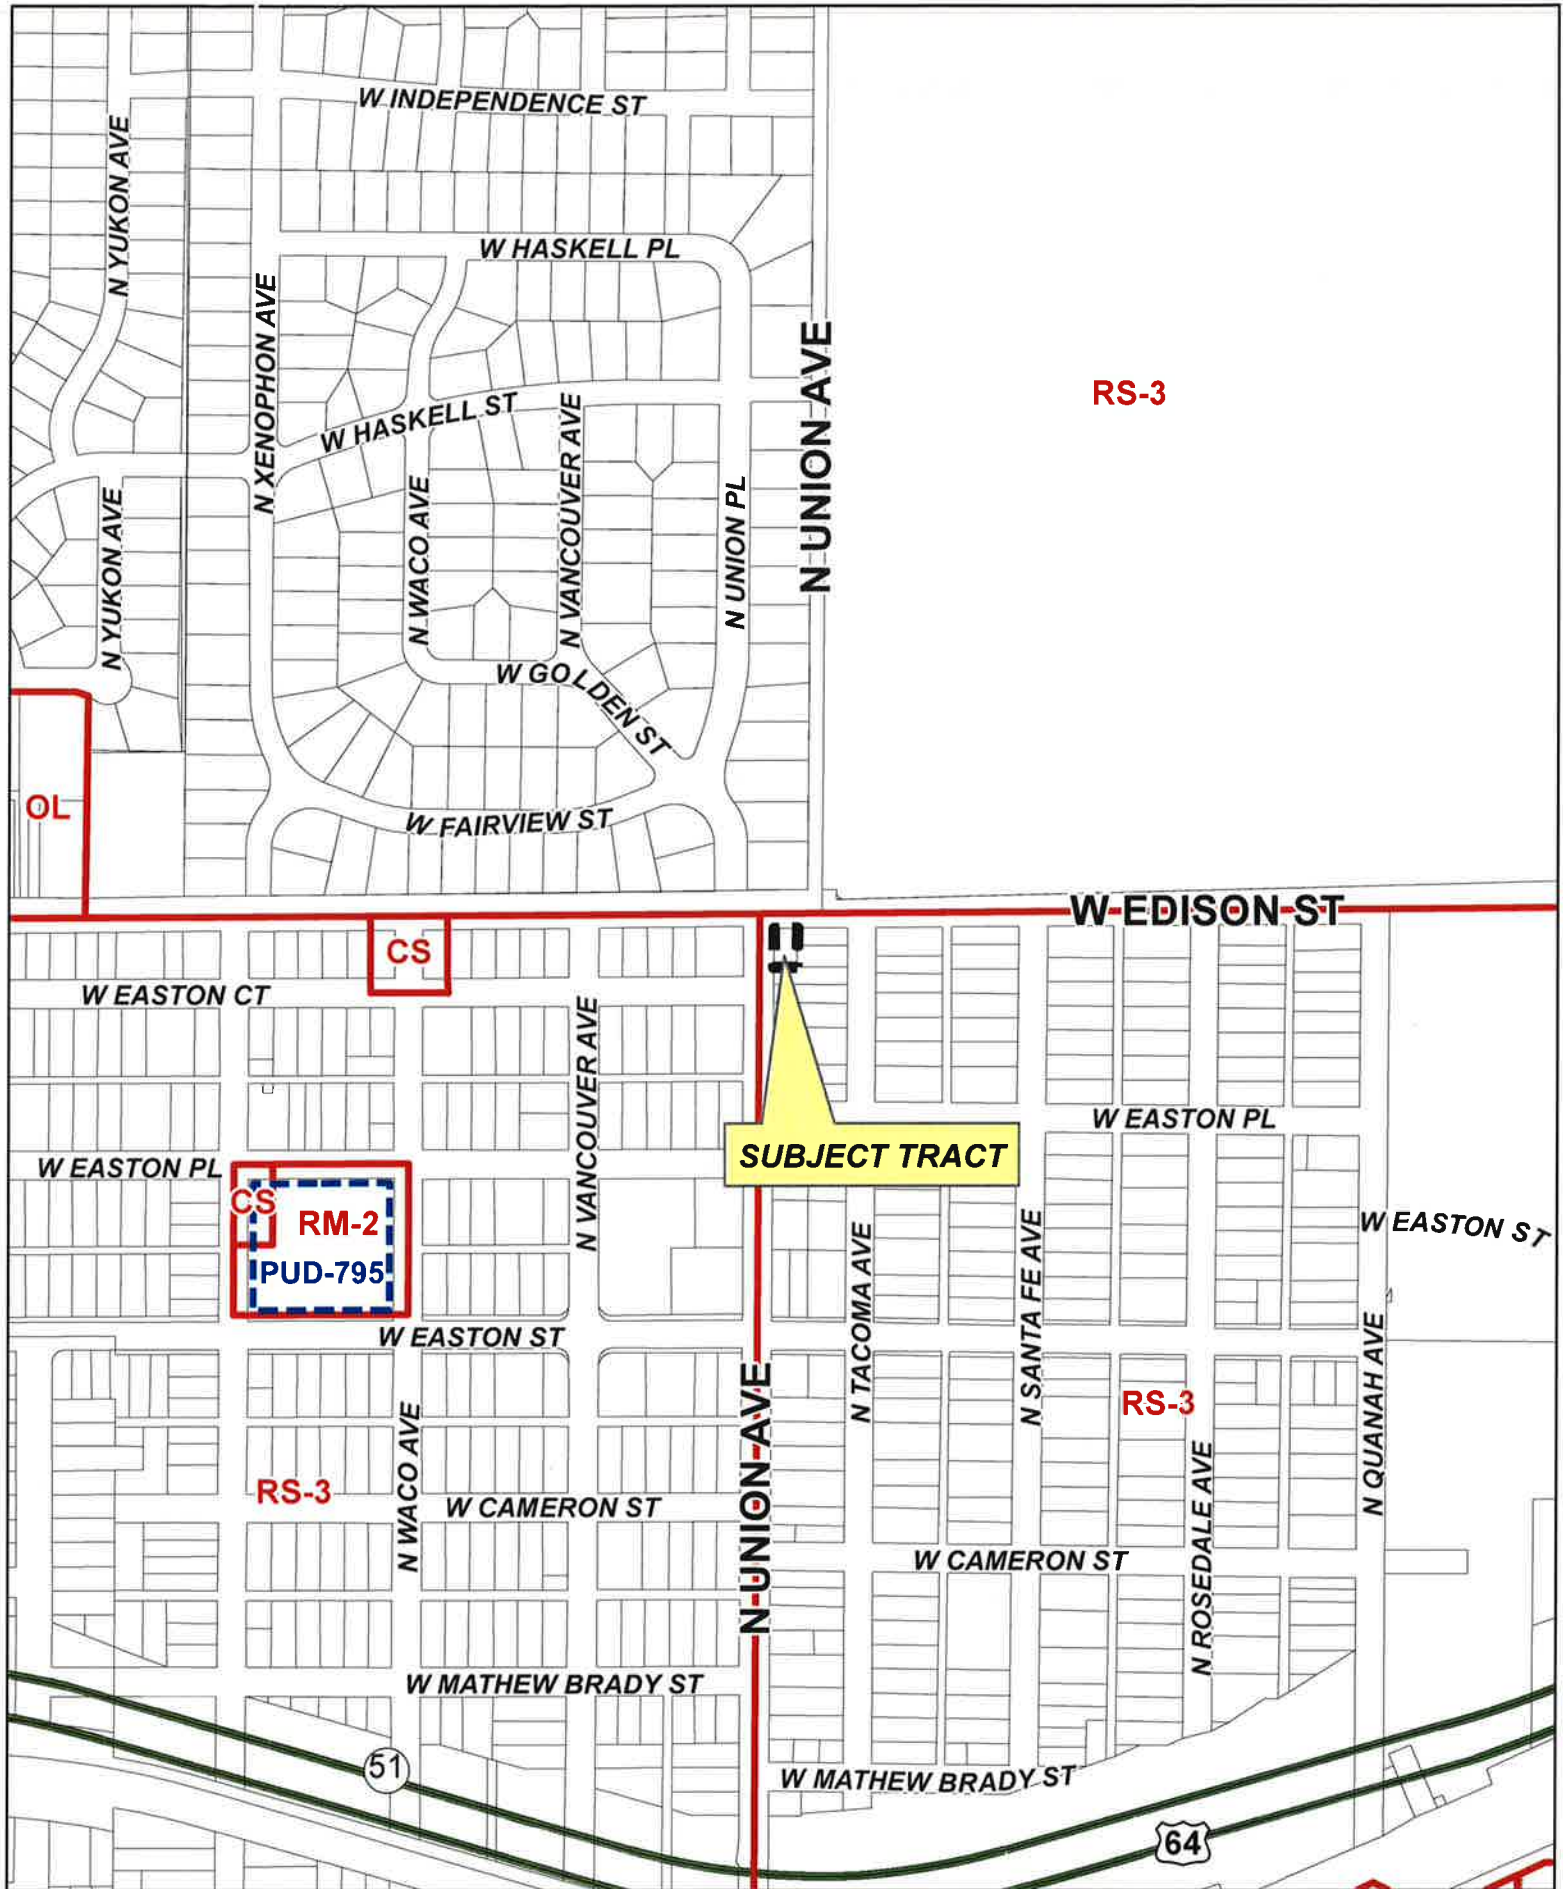 W INDEPENDENCE ST
N YUKON AVE
W HASKELL PL
N XENOPHON AVE
N UNION AVE
RS-3
W HASKELL ST
N VANCOUVER AVE
N WACO AVE
N UNION PL
N YUKON AVE
W GOLDEN ST
OL
W FAIRVIEW ST
W EDISON ST
CS
W EASTON CT
N VANCOUVER AVE
W EASTON PL
SUBJECT TRACT
W EASTON PL
CS
RM-2
W EASTON ST
PUD-795
N TACOMA AVE
N SANTA FE AVE
W EASTON ST
N QUANAH AVE
N UNION AVE
RS-3
N WACO AVE
N ROSEDALE AVE
RS-3
W CAMERON ST
W CAMERON ST
W MATHEW BRADY ST
51
W MATHEW BRADY ST
64